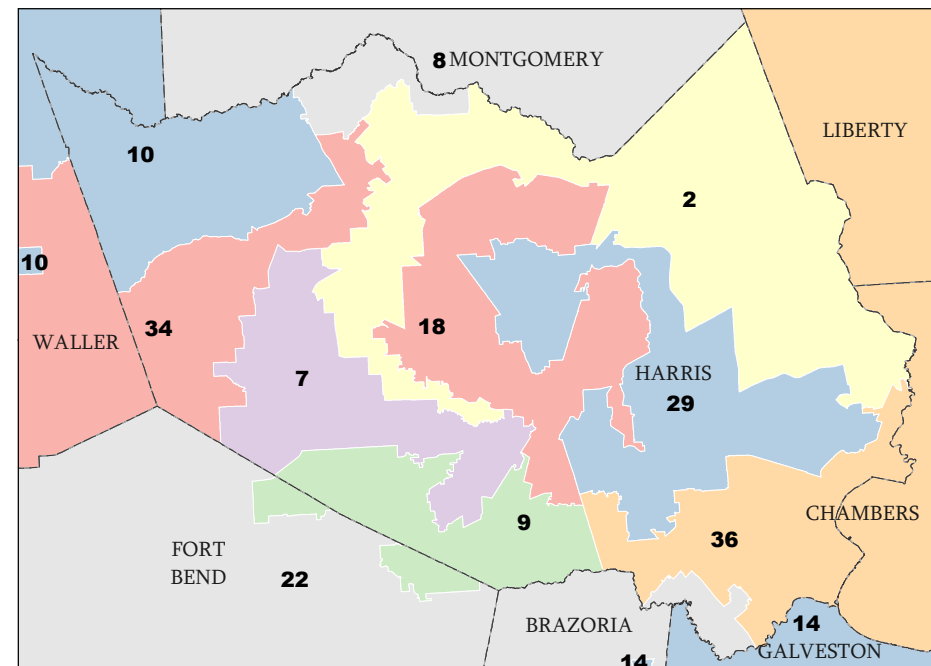 8 MONTGOMERY
LIBERTY
10
2
10
WALLER
34
18
7
HARRIS
29
CHAMBERS
9
36
FORT
BEND
22
BRAZORIA
14
GALVESTON
14